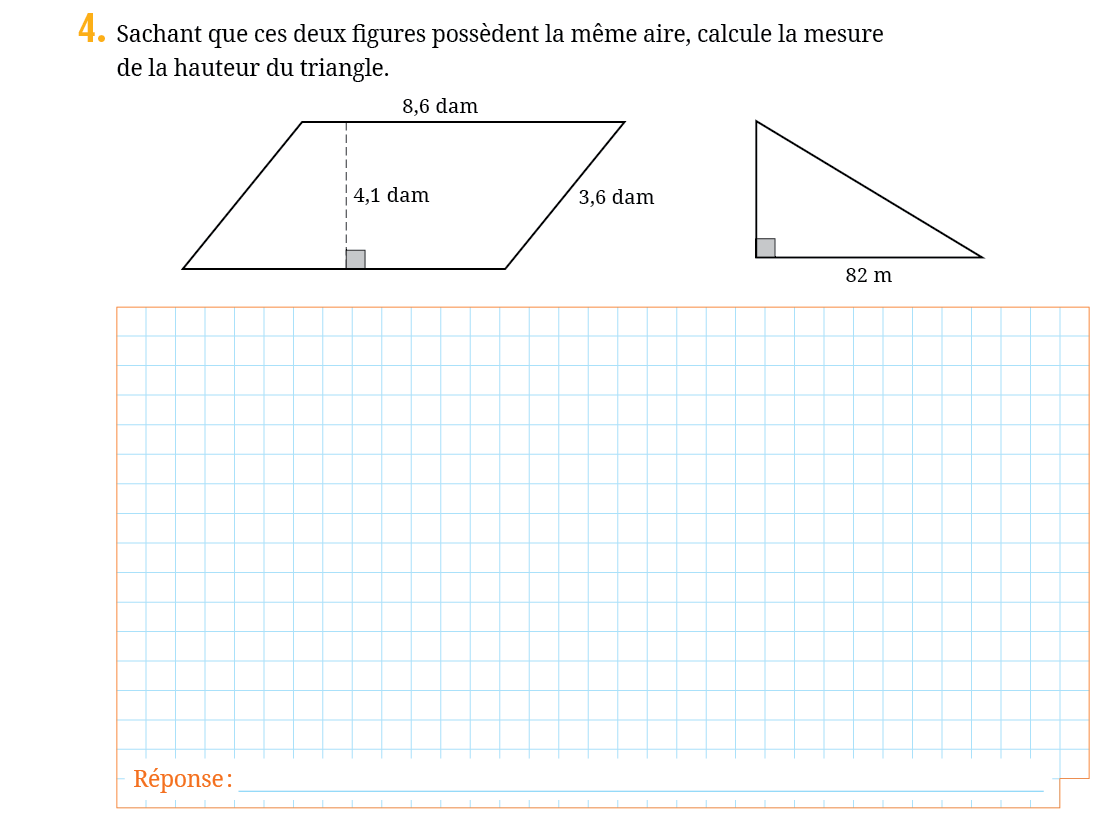 4. Sachant que ces deux figures possèdent la même aire, calcule la mesure
de la hauteur du triangle.
8,6 dam
4,1 dam
3,6 dam
82 m
Réponse :